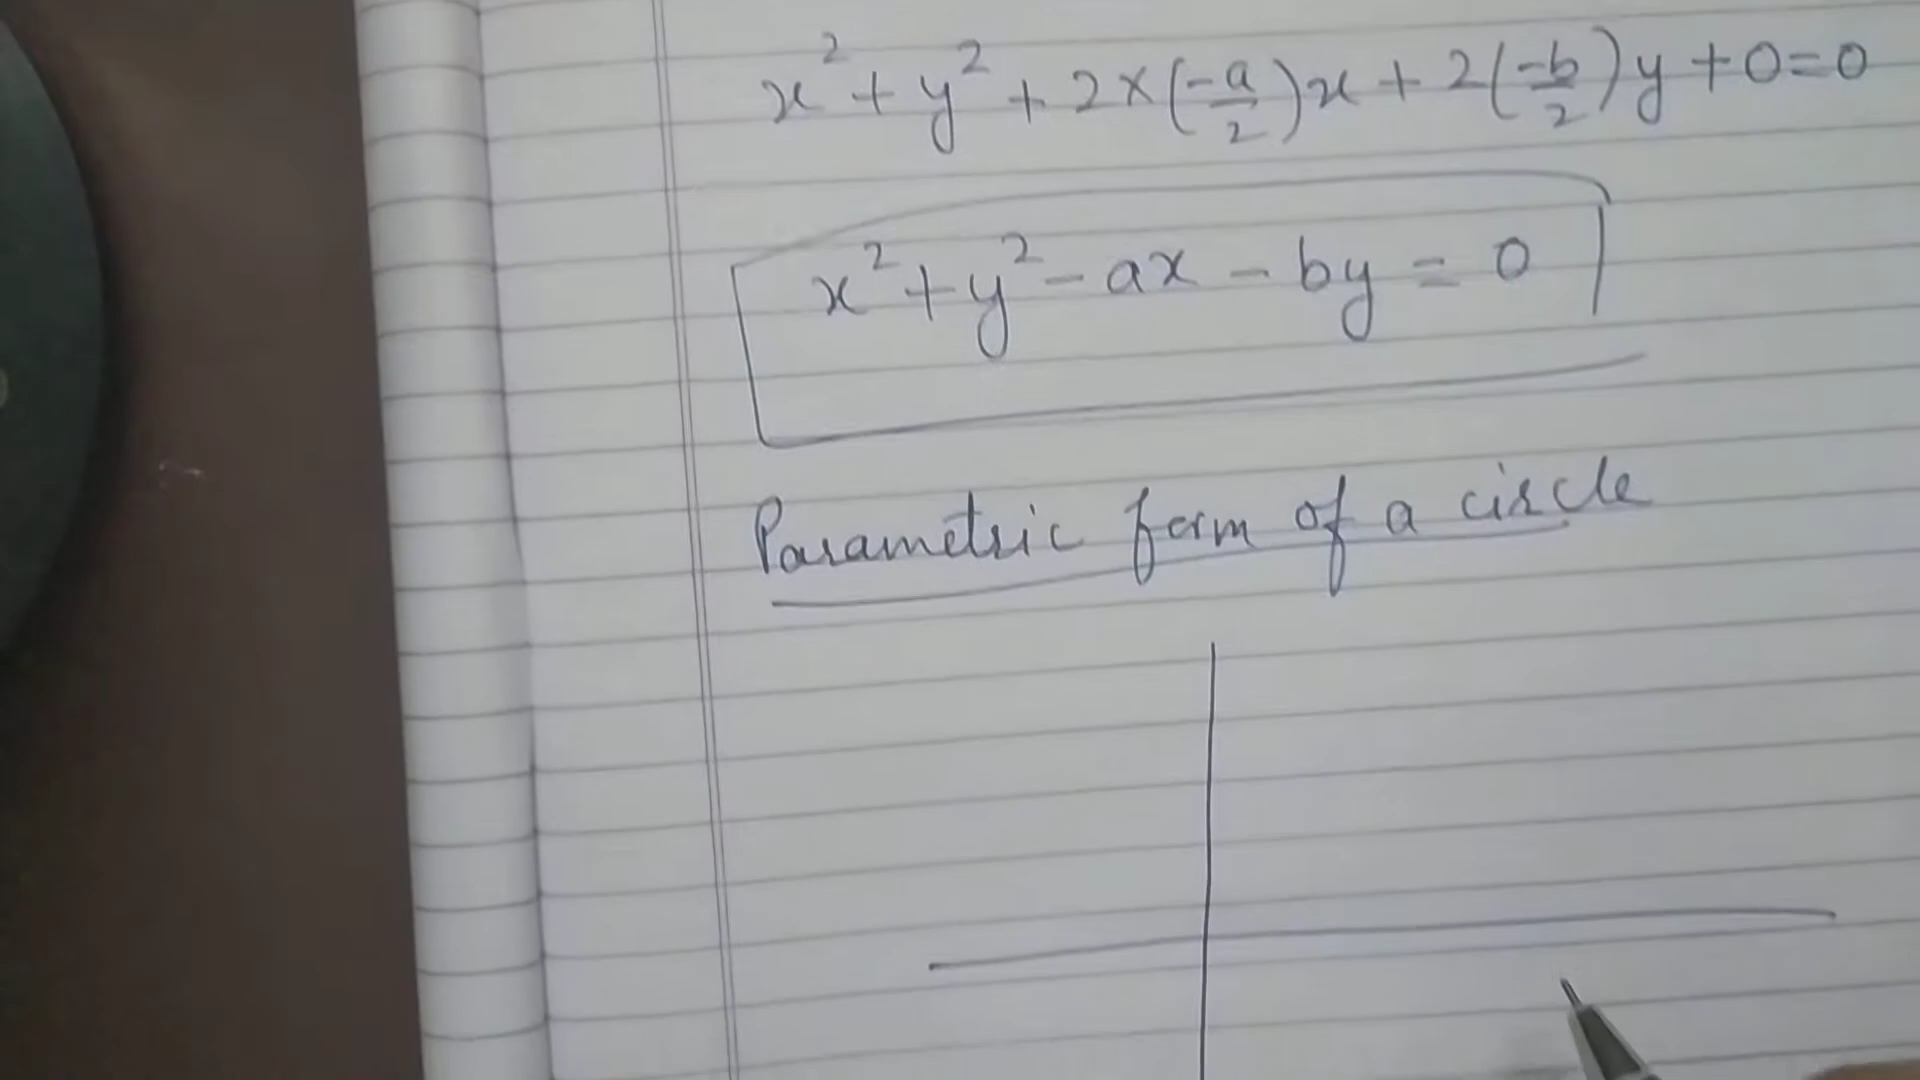 x² + y² + 2×(-a/2)x + 2(-b/2)y + 0 = 0
x² + y² - ax - by = 0
Parametric form of a circle